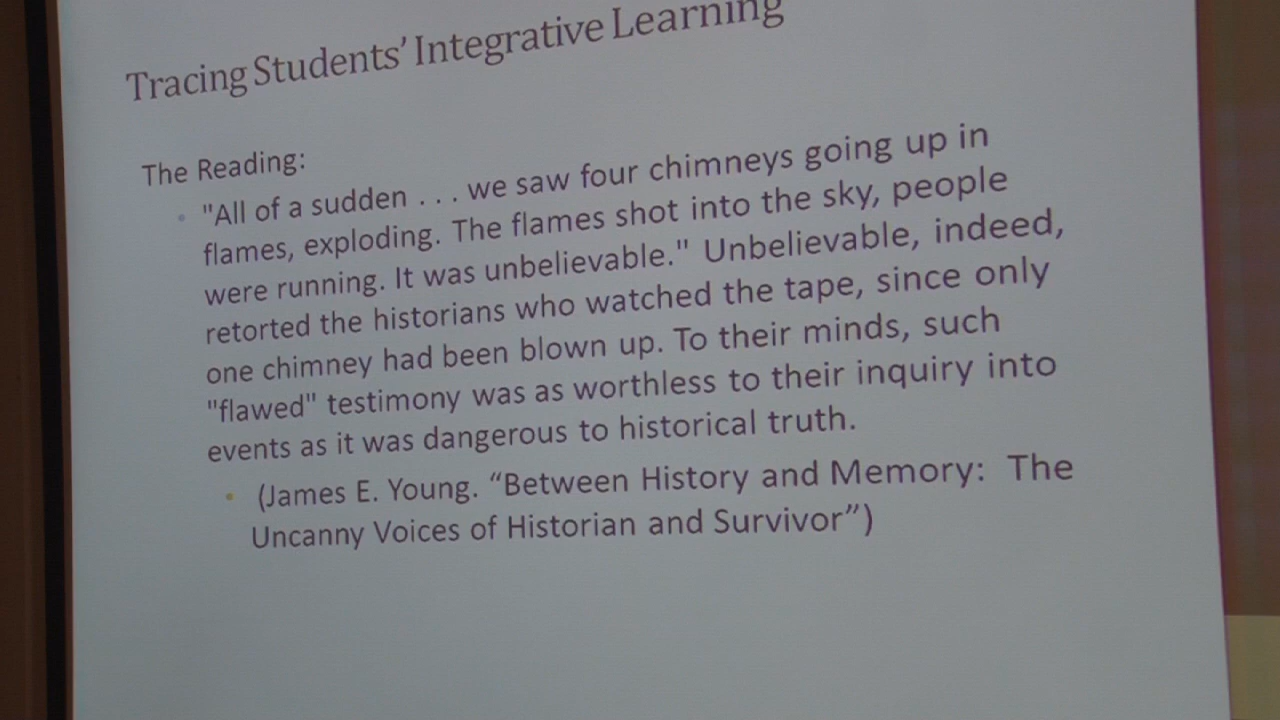 Tracing Students' Integrative Learning
The Reading:
• "All of a sudden . . . we saw four chimneys going up in
flames, exploding. The flames shot into the sky, people
were running. It was unbelievable." Unbelievable, indeed,
retorted the historians who watched the tape, since only
one chimney had been blown up. To their minds, such
"flawed" testimony was as worthless to their inquiry into
events as it was dangerous to historical truth.
• (James E. Young. “Between History and Memory: The
Uncanny Voices of Historian and Survivor”)